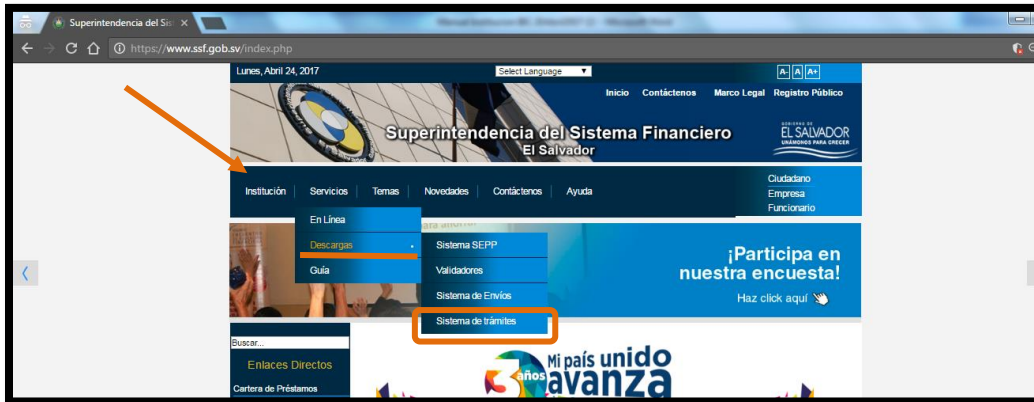 Superintendencia del Sis
https://www.ssf.gob.sv/index.php
Lunes, Abril 24, 2017
Select Language
A- A A+
Inicio Contáctenos Marco Legal Registro Público
Superintendencia del Sistema Financiero
El Salvador
GOBIERNO DE
EL SALVADOR
UNÁMONOS PARA CRECER
Institución Servicios Temas Novedades Contáctenos Ayuda
Ciudadano
Empresa
Funcionario
En Línea
Descargas
Guía
Sistema SEPP
Validadores
Sistema de Envíos
Sistema de trámites
¡Participa en
nuestra encuesta!
Haz click aquí
Buscar...
Enlaces Directos
Cartera de Préstamos
3 años
Mi país unido
avanza